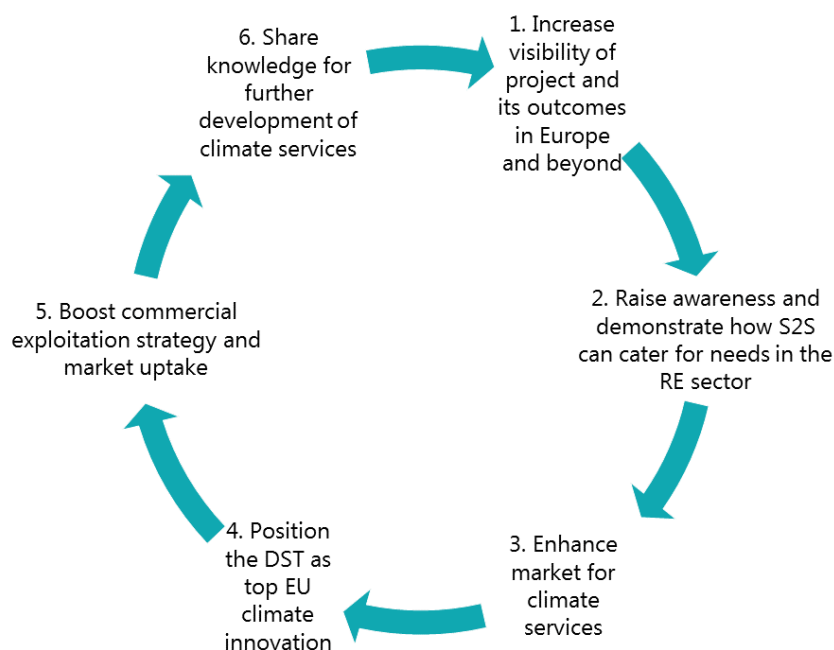 1. Increase
visibility of
project and
its outcomes
in Europe
and beyond
2. Raise awareness and
demonstrate how S2S
can cater for needs in the
RE sector
3. Enhance
market for
climate
services
4. Position
the DST as
top EU
climate
innovation
5. Boost commercial
exploitation strategy and
market uptake
6. Share
knowledge for
further
development of
climate services